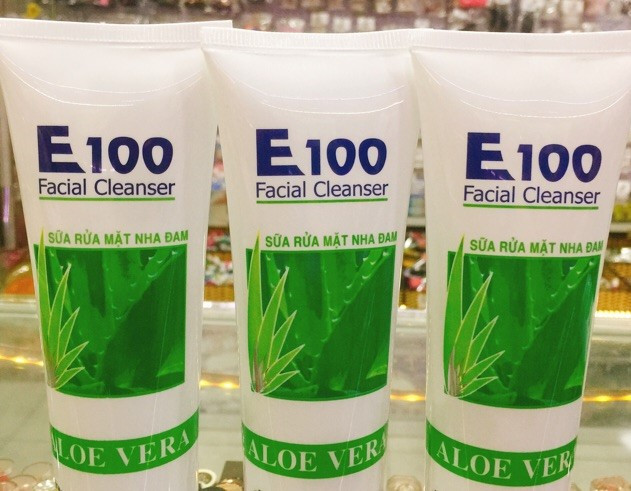 E100
Facial Cleanser
SỮA RỬA MẶT NHA ĐAM
ALOE VERA
E100
Facial Cleanser
SỮA RỬA MẶT NHA ĐAM
ALOE VERA
E100
Facial Cleanser
SỮA RỬA MẶT NHA ĐAM
ALOE VERA